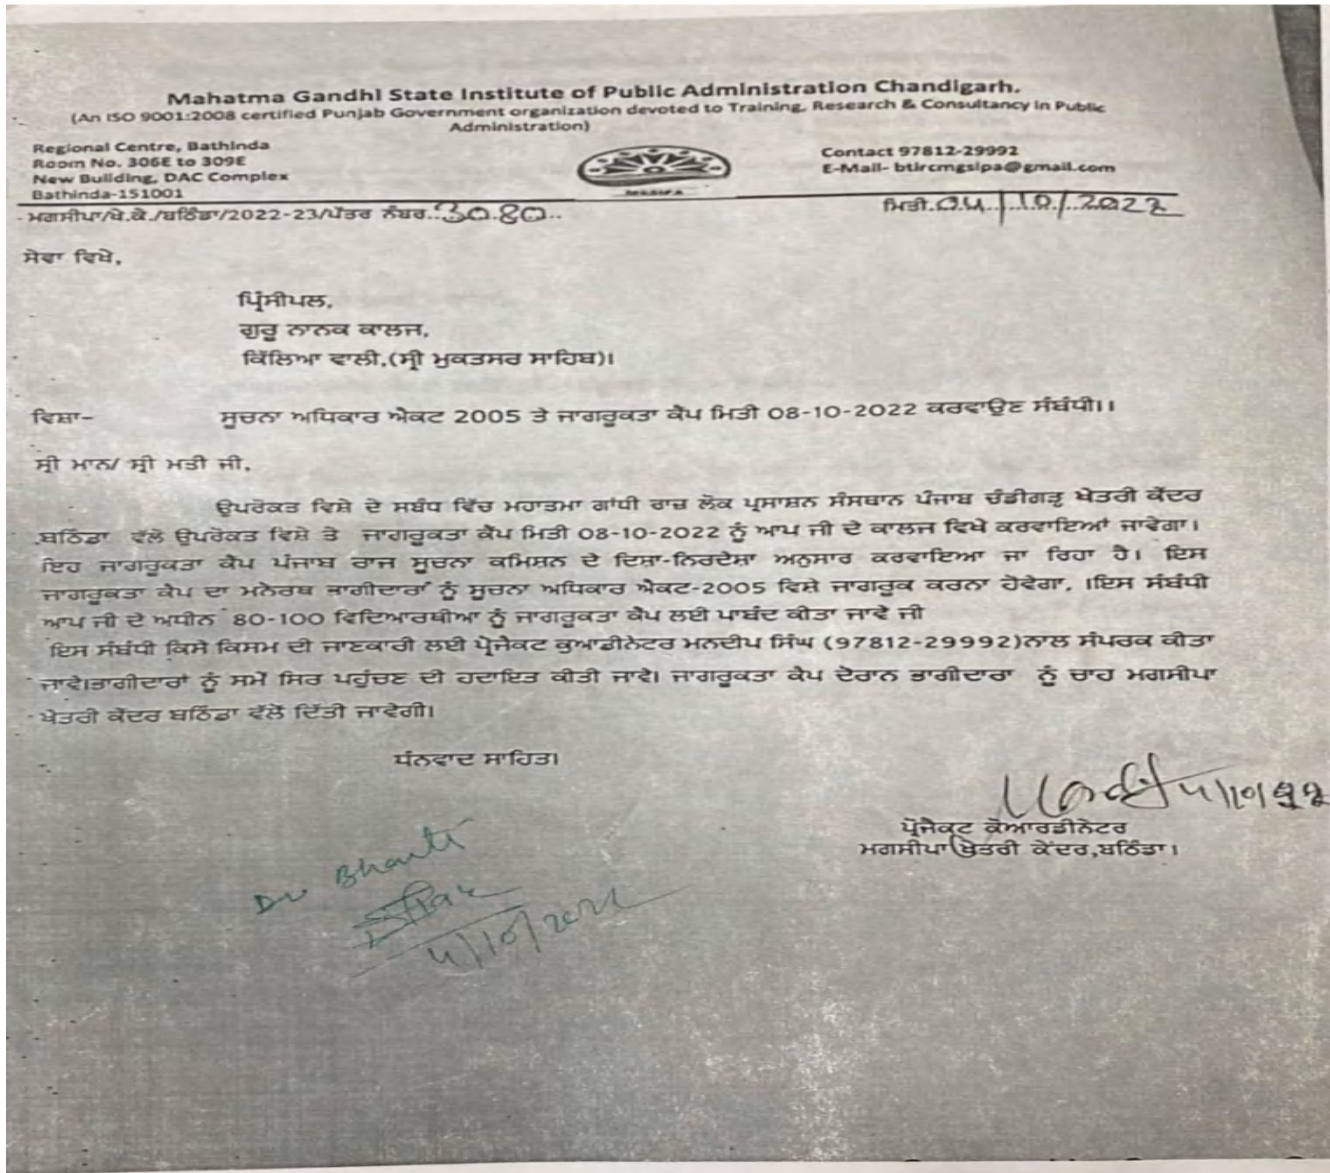 Mahatma Gandhi State Institute of Public Administration Chandigarh.
(An ISO 9001:2008 certified Punjab Government organization devoted to Training, Research & Consultancy in Public
Administration)
Regional Centre, Bathinda
Room No. 306E to 309E
New Building, DAC Complex
Bathinda-151001
Contact 97812-29992
E-Mail- btircmgsipa@gmail.com
ਮਗਸੀਪਾ/ਖੇ.ਕੇ./ਬਠਿੰਡਾ/2022-23/ਪੱਤਰ ਨੰਬਰ..3080..
ਮਿਤੀ.04/10/2022
ਸੇਵਾ ਵਿਖੇ,
ਪ੍ਰਿੰਸੀਪਲ,
ਗੁਰੂ ਨਾਨਕ ਕਾਲਜ,
ਕਿੱਲਿਆ ਵਾਲੀ,(ਸ੍ਰੀ ਮੁਕਤਸਰ ਸਾਹਿਬ)।
ਵਿਸ਼ਾ- ਸੂਚਨਾ ਅਧਿਕਾਰ ਐਕਟ 2005 ਤੇ ਜਾਗਰੂਕਤਾ ਕੈਂਪ ਮਿਤੀ 08-10-2022 ਕਰਵਾਉਣ ਸੰਬੰਧੀ।।
ਸ੍ਰੀ ਮਾਨ/ ਸ੍ਰੀ ਮਤੀ ਜੀ,
ਉਪਰੋਕਤ ਵਿਸ਼ੇ ਦੇ ਸਬੰਧ ਵਿੱਚ ਮਹਾਤਮਾ ਗਾਂਧੀ ਰਾਜ਼ ਲੋਕ ਪ੍ਰਸਾਸ਼ਨ ਸੰਸਥਾਨ ਪੰਜਾਬ ਚੰਡੀਗੜ੍ਹ ਖੇਤਰੀ ਕੇਂਦਰ
ਬਠਿੰਡਾ ਵੱਲੋ ਉਪਰੋਕਤ ਵਿਸ਼ੇ ਤੇ ਜਾਗਰੂਕਤਾ ਕੈਂਪ ਮਿਤੀ 08-10-2022 ਨੂੰ ਆਪ ਜੀ ਦੇ ਕਾਲਜ ਵਿਖੇ ਕਰਵਾਇਆਂ ਜਾਵੇਗਾ।
ਇਹ ਜਾਗਰੂਕਤਾ ਕੈਂਪ ਪੰਜਾਬ ਰਾਜ ਸੂਚਨਾ ਕਮਿਸ਼ਨ ਦੇ ਦਿਸ਼ਾ-ਨਿਰਦੇਸ਼ਾ ਅਨੁਸਾਰ ਕਰਵਾਇਆ ਜਾ ਰਿਹਾ ਹੈ। ਇਸ
ਜਾਗਰੂਕਤਾ ਕੈਂਪ ਦਾ ਮਨੋਰਥ ਭਾਗੀਦਾਰਾਂ ਨੂੰ ਸੂਚਨਾ ਅਧਿਕਾਰ ਐਕਟ-2005 ਵਿਸ਼ੇ ਜਾਗਰੂਕ ਕਰਨਾ ਹੋਵੇਗਾ, ।ਇਸ ਸੰਬੰਧੀ
ਆਪ ਜੀ ਦੇ ਅਧੀਨ 80-100 ਵਿਦਿਆਰਥੀਆ ਨੂੰ ਜਾਗਰੂਕਤਾ ਕੈਂਪ ਲਈ ਪਾਬੰਦ ਕੀਤਾ ਜਾਵੇ ਜੀ
ਇਸ ਸੰਬੰਧੀ ਕਿਸੇ ਕਿਸਮ ਦੀ ਜਾਣਕਾਰੀ ਲਈ ਪ੍ਰੋਜੈਕਟ ਕੁਆਡੀਨੇਟਰ ਮਨਦੀਪ ਸਿੰਘ (97812-29992)ਨਾਲ ਸੰਪਰਕ ਕੀਤਾ
ਜਾਵੇ।ਭਾਗੀਦਾਰਾਂ ਨੂੰ ਸਮੇਂ ਸਿਰ ਪਹੁੰਚਣ ਦੀ ਹਦਾਇਤ ਕੀਤੀ ਜਾਵੇ। ਜਾਗਰੂਕਤਾ ਕੈਂਪ ਦੋਰਾਨ ਭਾਗੀਦਾਰਾ ਨੂੰ ਚਾਹ ਮਗਸੀਪਾ
ਖੇਤਰੀ ਕੇਂਦਰ ਬਠਿੰਡਾ ਵੱਲੋਂ ਦਿੱਤੀ ਜਾਵੇਗੀ।
ਧੰਨਵਾਦ ਸਾਹਿਤ।
4/10/22
ਪ੍ਰੋਜੈਕਟ ਕੋਆਰਡੀਨੇਟਰ
ਮਗਸੀਪਾ ਖੇਤਰੀ ਕੇਂਦਰ,ਬਠਿੰਡਾ।
Dr Bharti
4/10/2022